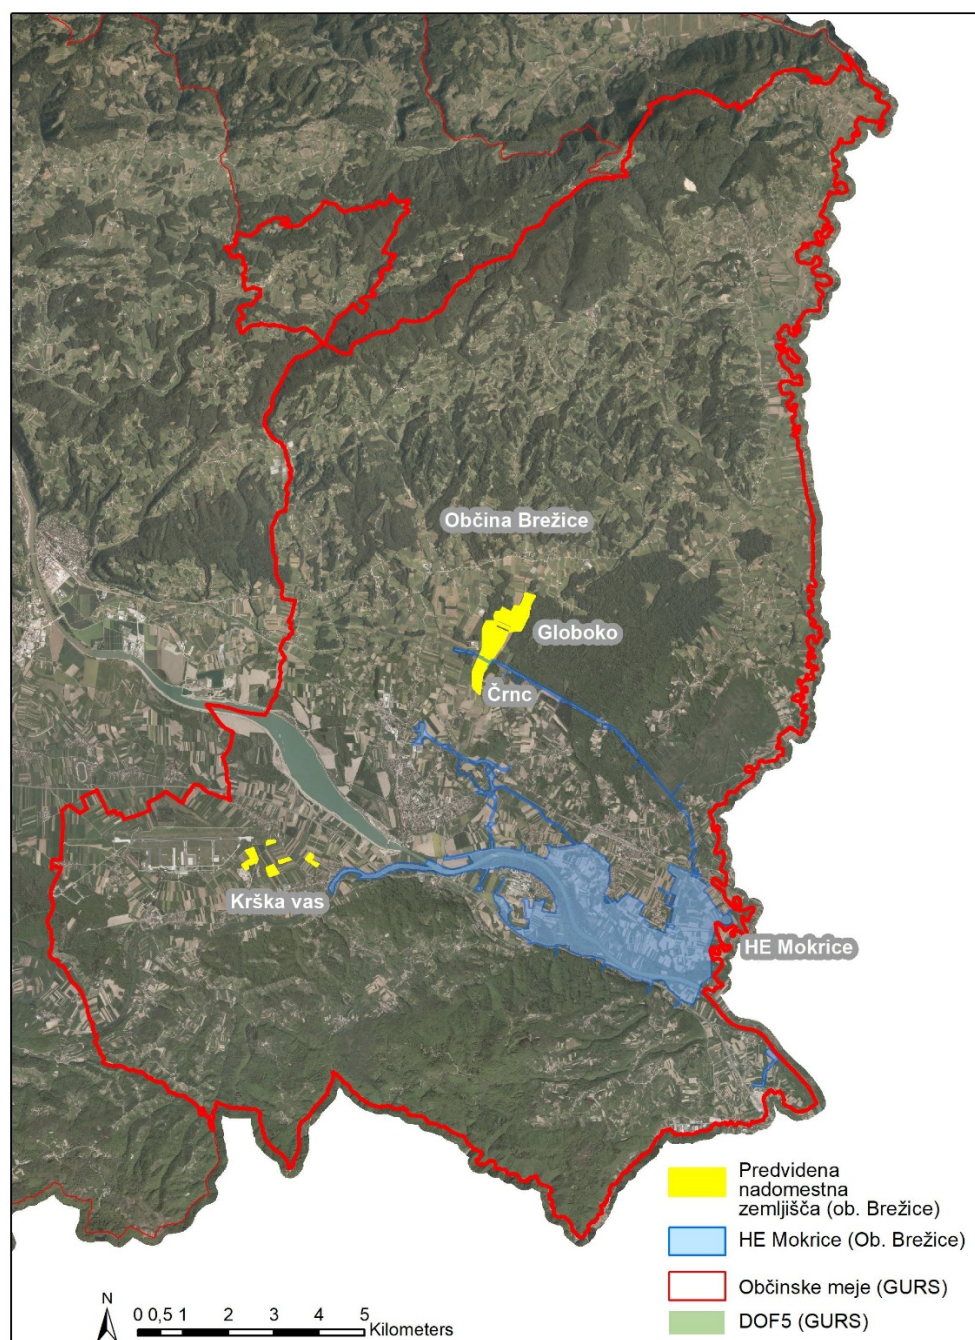 Občina Brežice
Globoko
Črnc
Krška vas
HE Mokrice
Predvidena
nadomestna
zemljišča (ob. Brežice)
HE Mokrice (Ob. Brežice)
Občinske meje (GURS)
DOF5 (GURS)
N
0 0,5 1 2 3 4 5
Kilometers